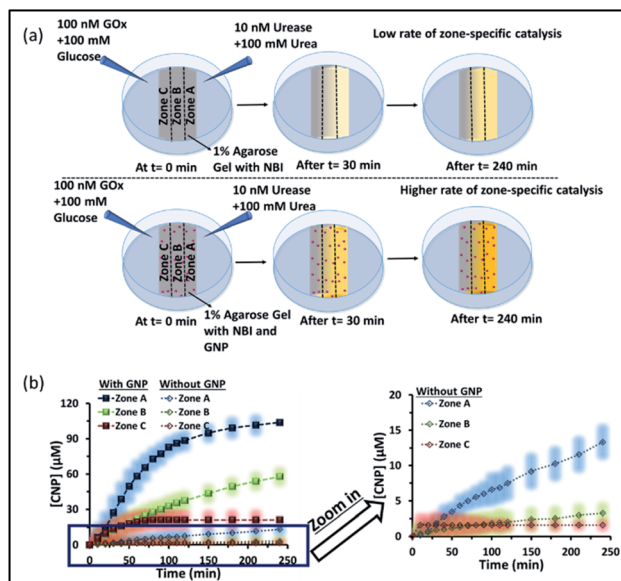 (a)
100 nM GOx
+100 mM
Glucose
10 nM Urease
+100 mM Urea
Low rate of zone-specific catalysis
Zone C
Zone B
Zone A
At t= 0 min
1% Agarose
Gel with NBI
After t= 30 min
After t= 240 min
100 nM GOx
+100 mM
Glucose
10 nM Urease
+100 mM Urea
Higher rate of zone-specific catalysis
Zone C
Zone B
Zone A
At t= 0 min
1% Agarose Gel
with NBI and
GNP
After t= 30 min
After t= 240 min
(b)
With GNP
Zone A
Zone B
Zone C
Without GNP
Zone A
Zone B
Zone C
[CNP] (µM)
120
90
60
30
0
0 50 100 150 200 250
Time (min)
Zoom in
Without GNP
Zone A
Zone B
Zone C
[CNP] (µM)
20
15
10
5
0
0 50 100 150 200 250
Time (min)